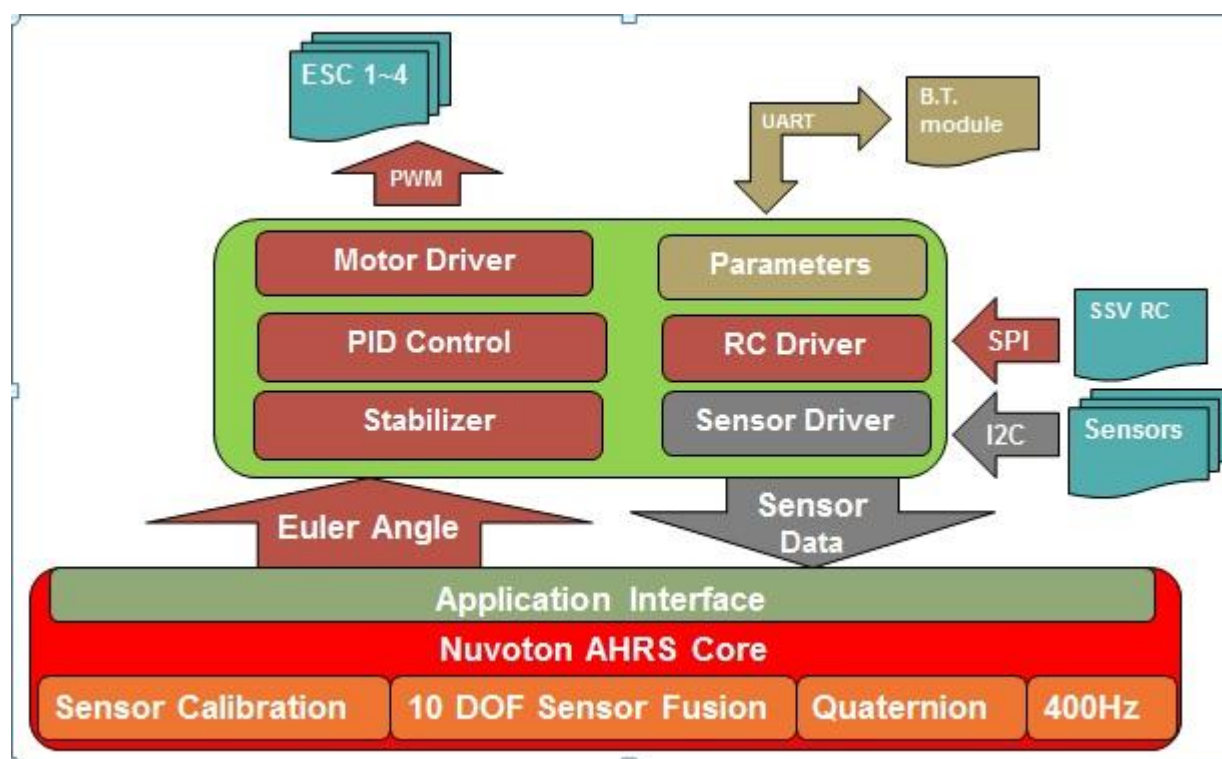 ESC 1~4
B.T.
module
UART
PWM
Motor Driver
Parameters
PID Control
RC Driver
SPI
SSV RC
Stabilizer
Sensor Driver
I2C
Sensors
Euler Angle
Sensor
Data
Application Interface
Nuvoton AHRS Core
Sensor Calibration
10 DOF Sensor Fusion
Quaternion
400Hz